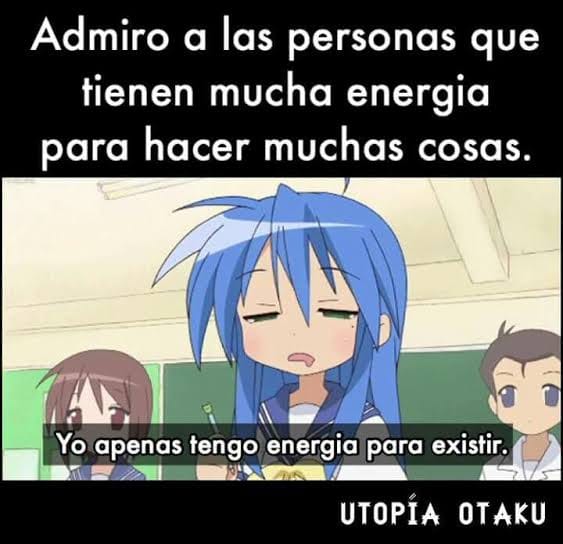 Admiro a las personas que
tienen mucha energia
para hacer muchas cosas.
Yo apenas tengo energia para existir.
UTOPÍA OTAKU